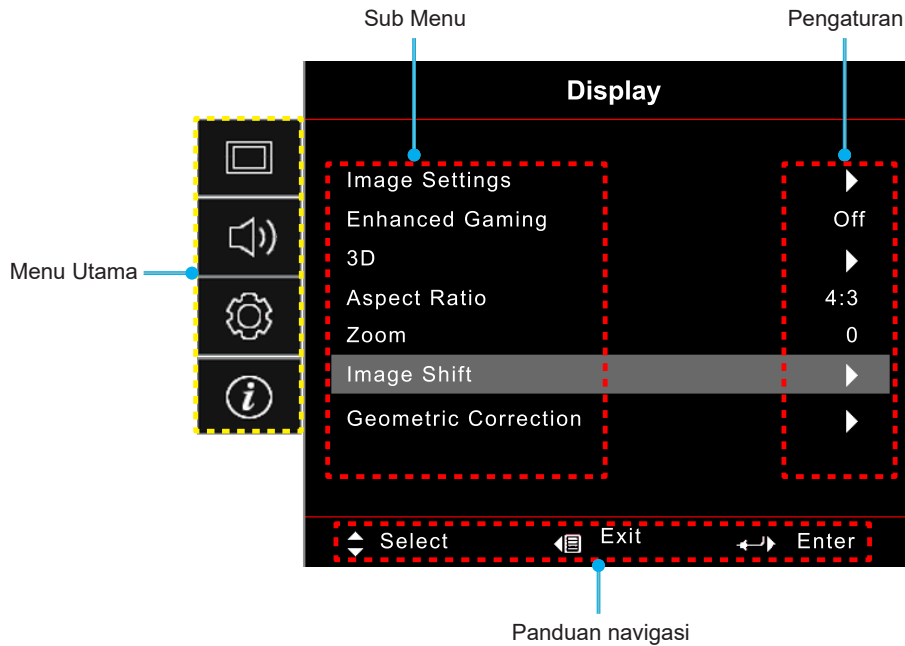 Sub Menu
Pengaturan
Display
Image Settings
Enhanced Gaming Off
3D
Menu Utama
Aspect Ratio 4:3
Zoom 0
Image Shift
Geometric Correction
Select Exit Enter
Panduan navigasi